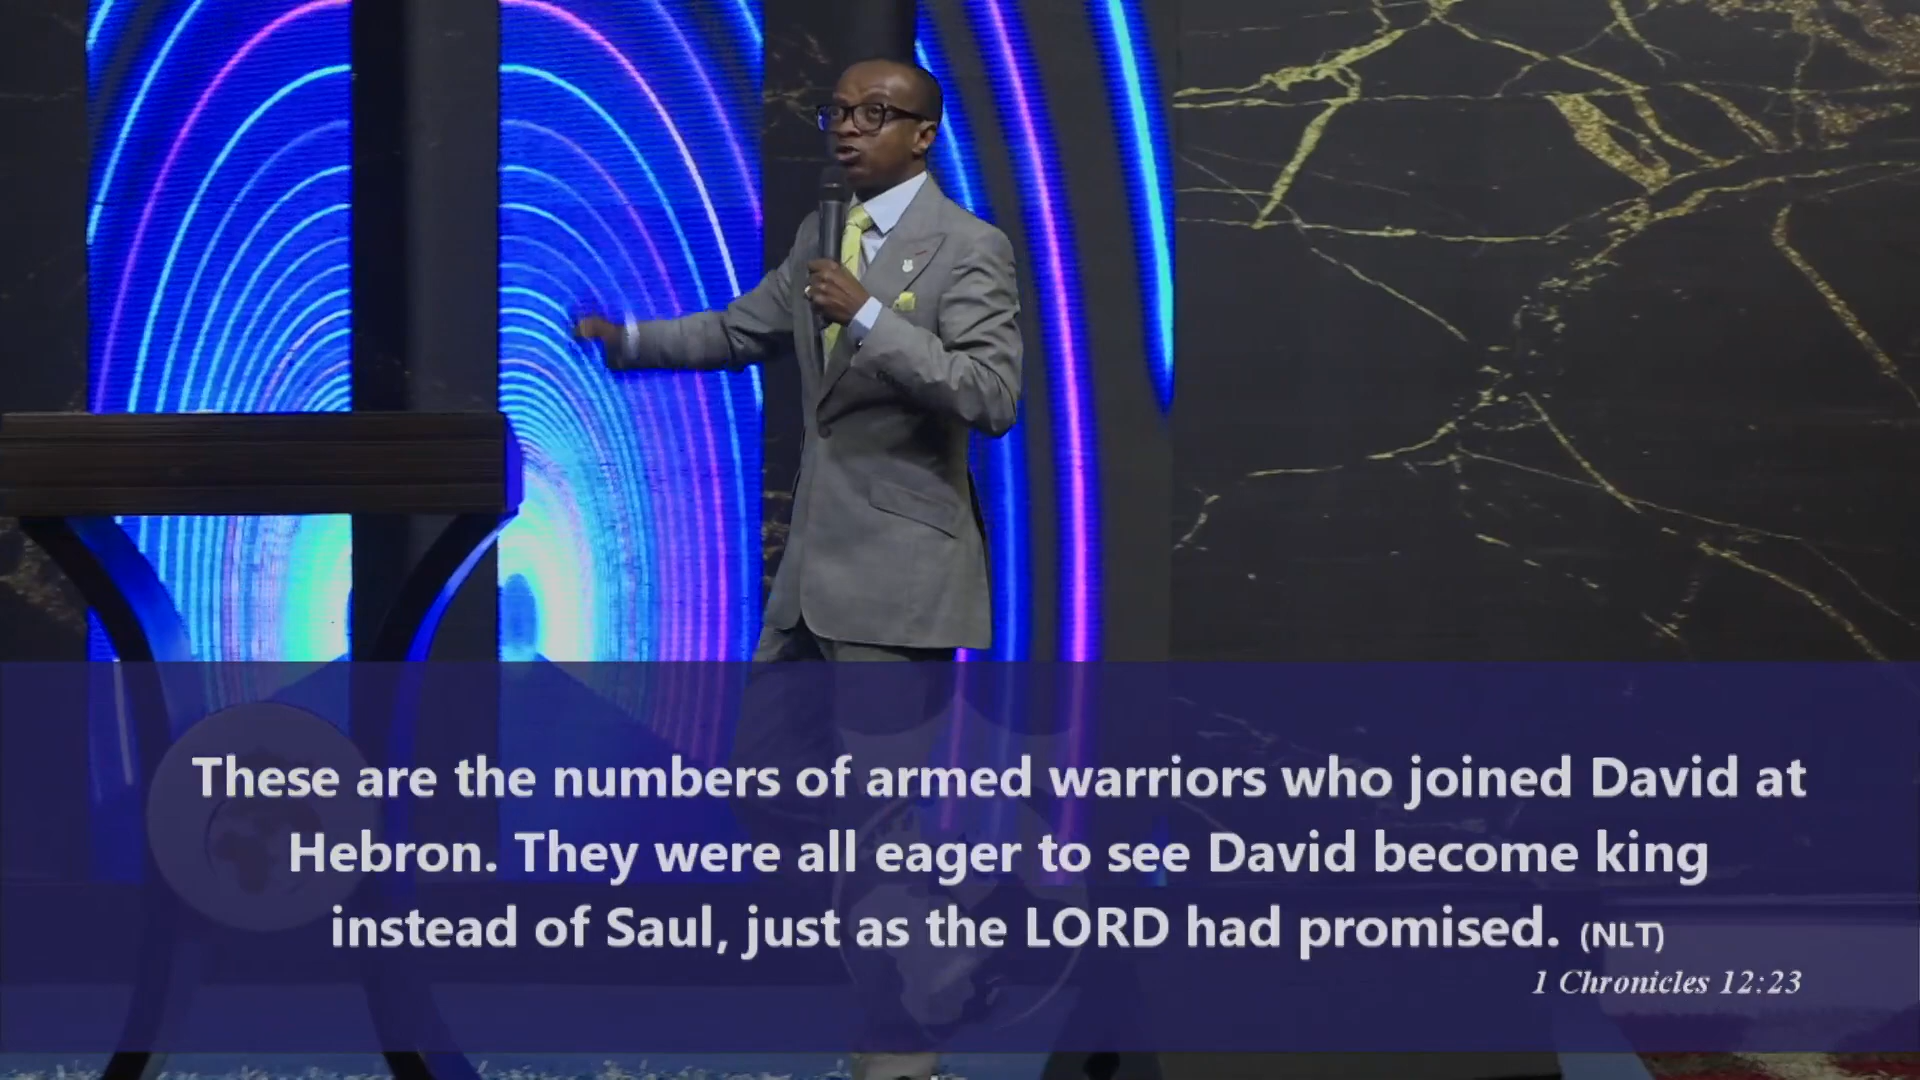 These are the numbers of armed warriors who joined David at
Hebron. They were all eager to see David become king
instead of Saul, just as the LORD had promised. (NLT)
1 Chronicles 12:23